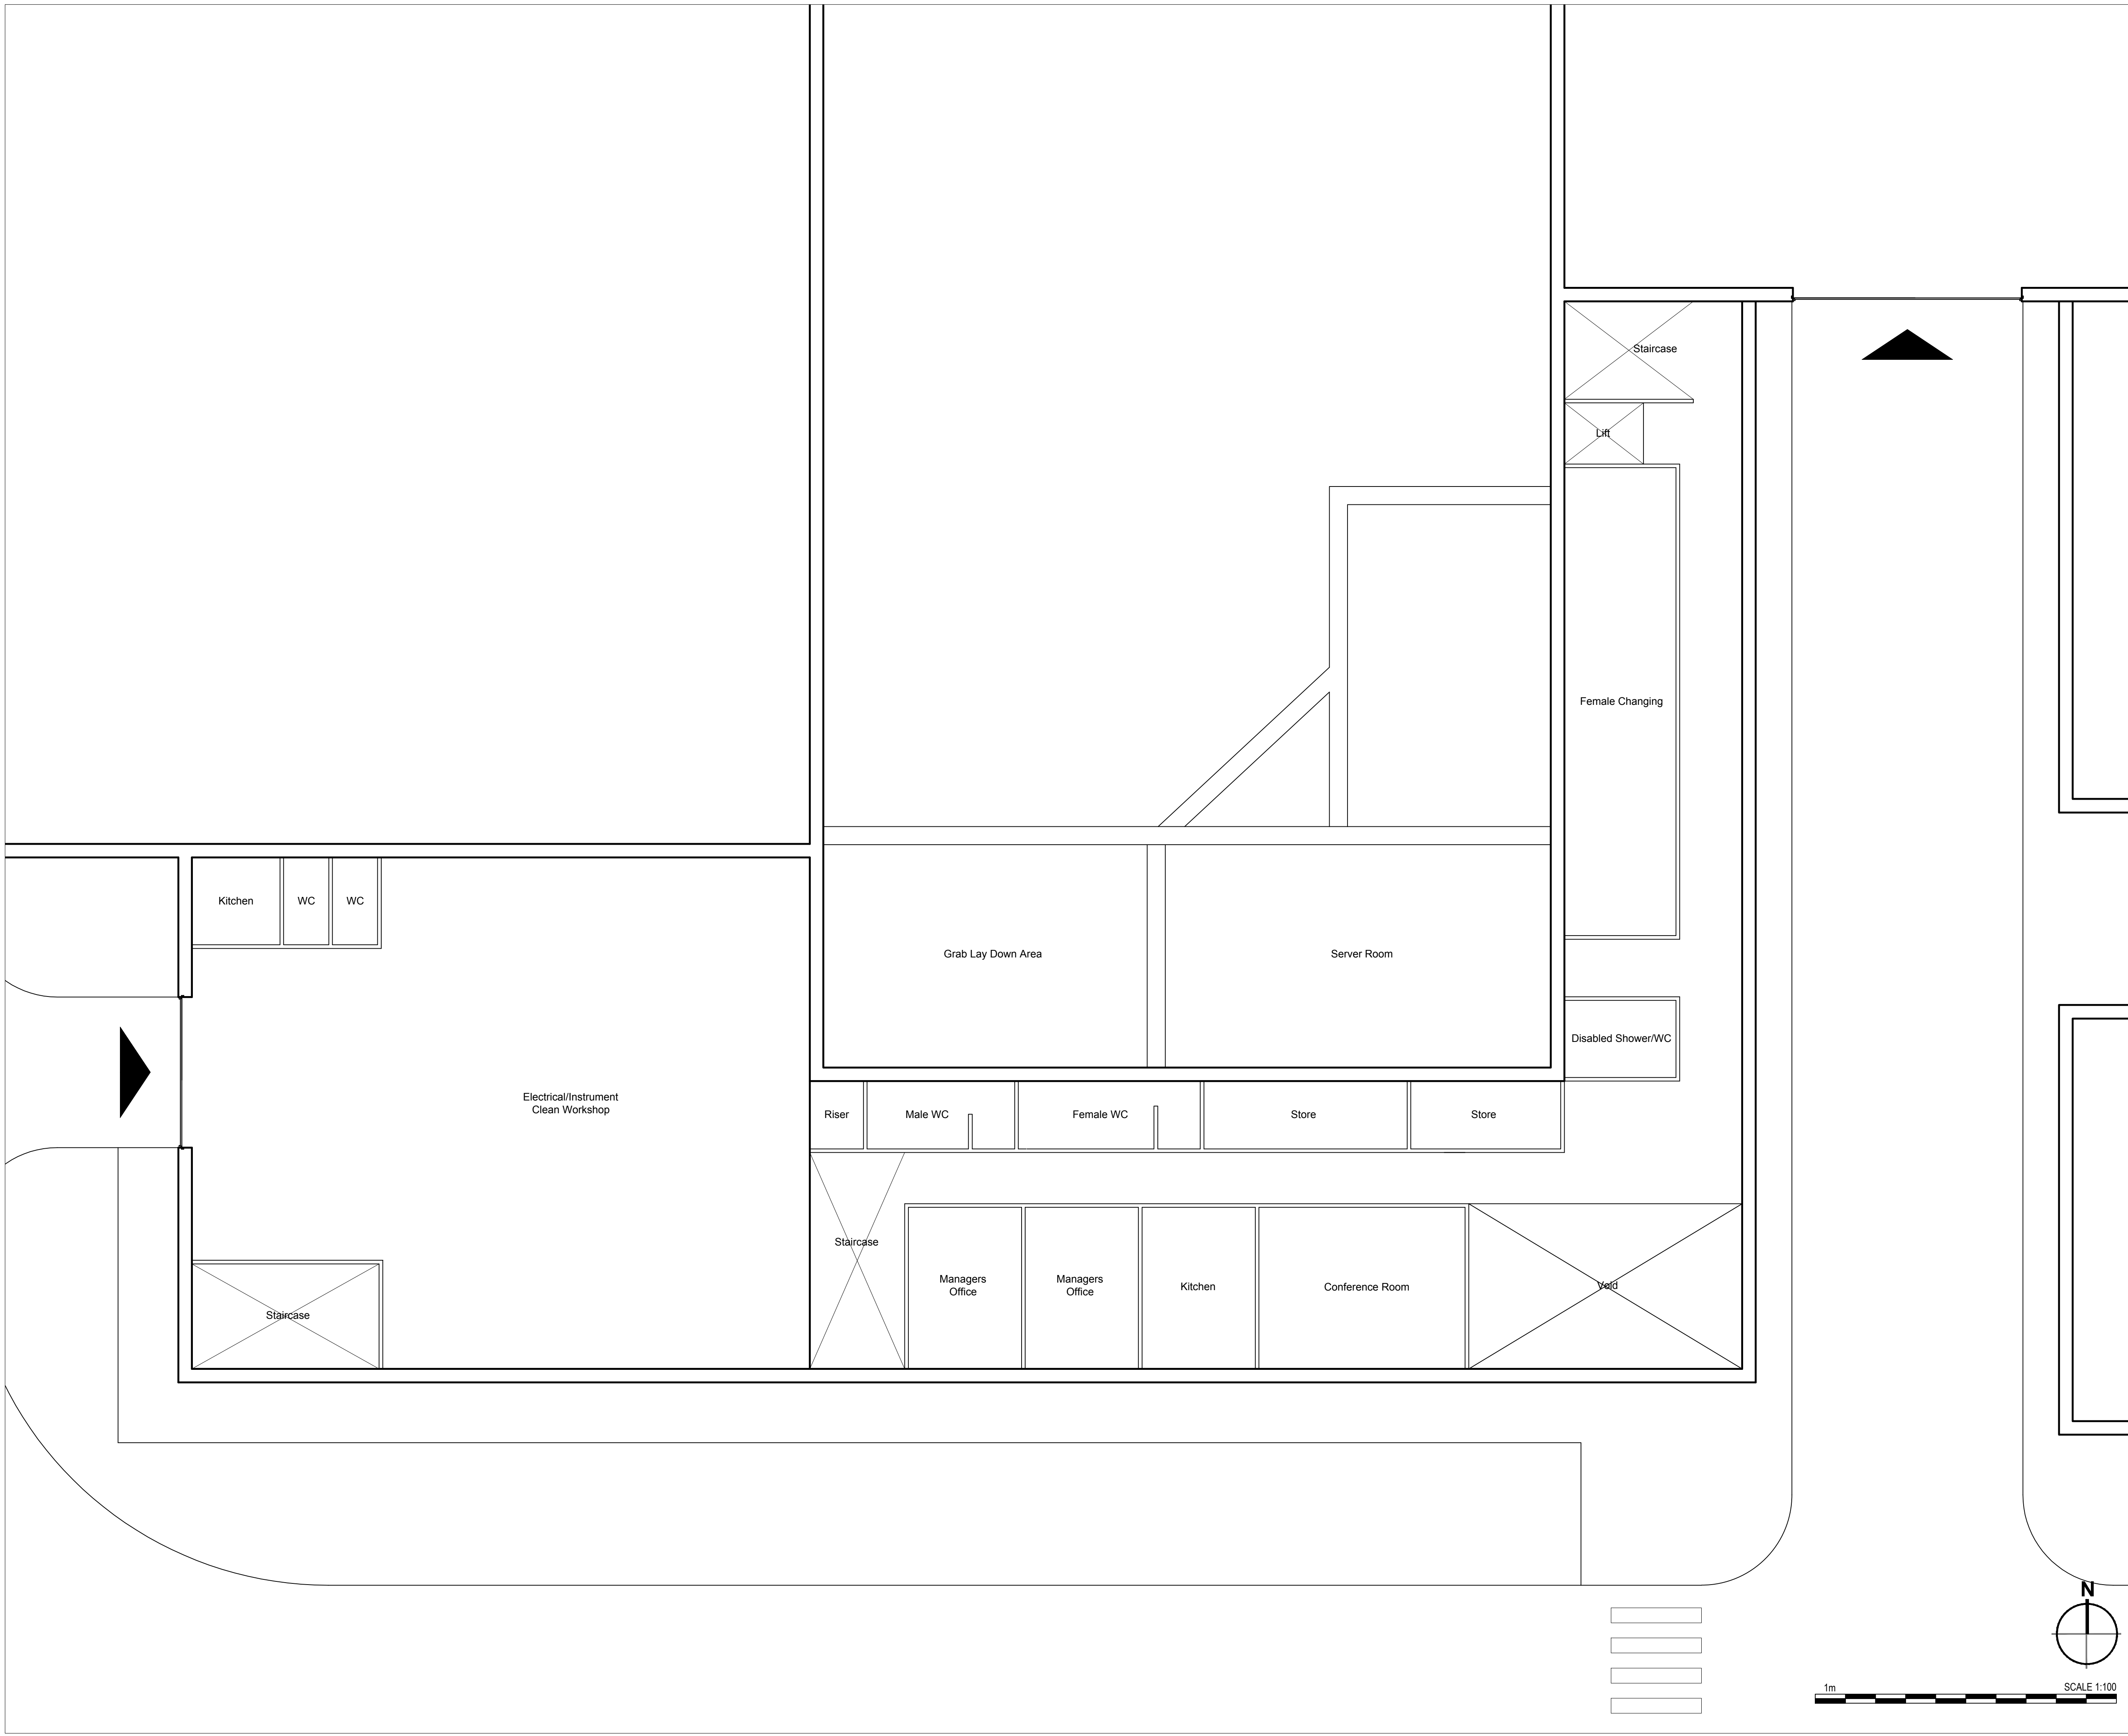 Staircase
Lift
Female Changing
Kitchen
WC
WC
Grab Lay Down Area
Server Room
Disabled Shower/WC
Electrical/Instrument
Clean Workshop
Riser
Male WC
Female WC
Store
Store
Staircase
Managers
Office
Managers
Office
Kitchen
Conference Room
Void
Staircase
N
1m
SCALE 1:100